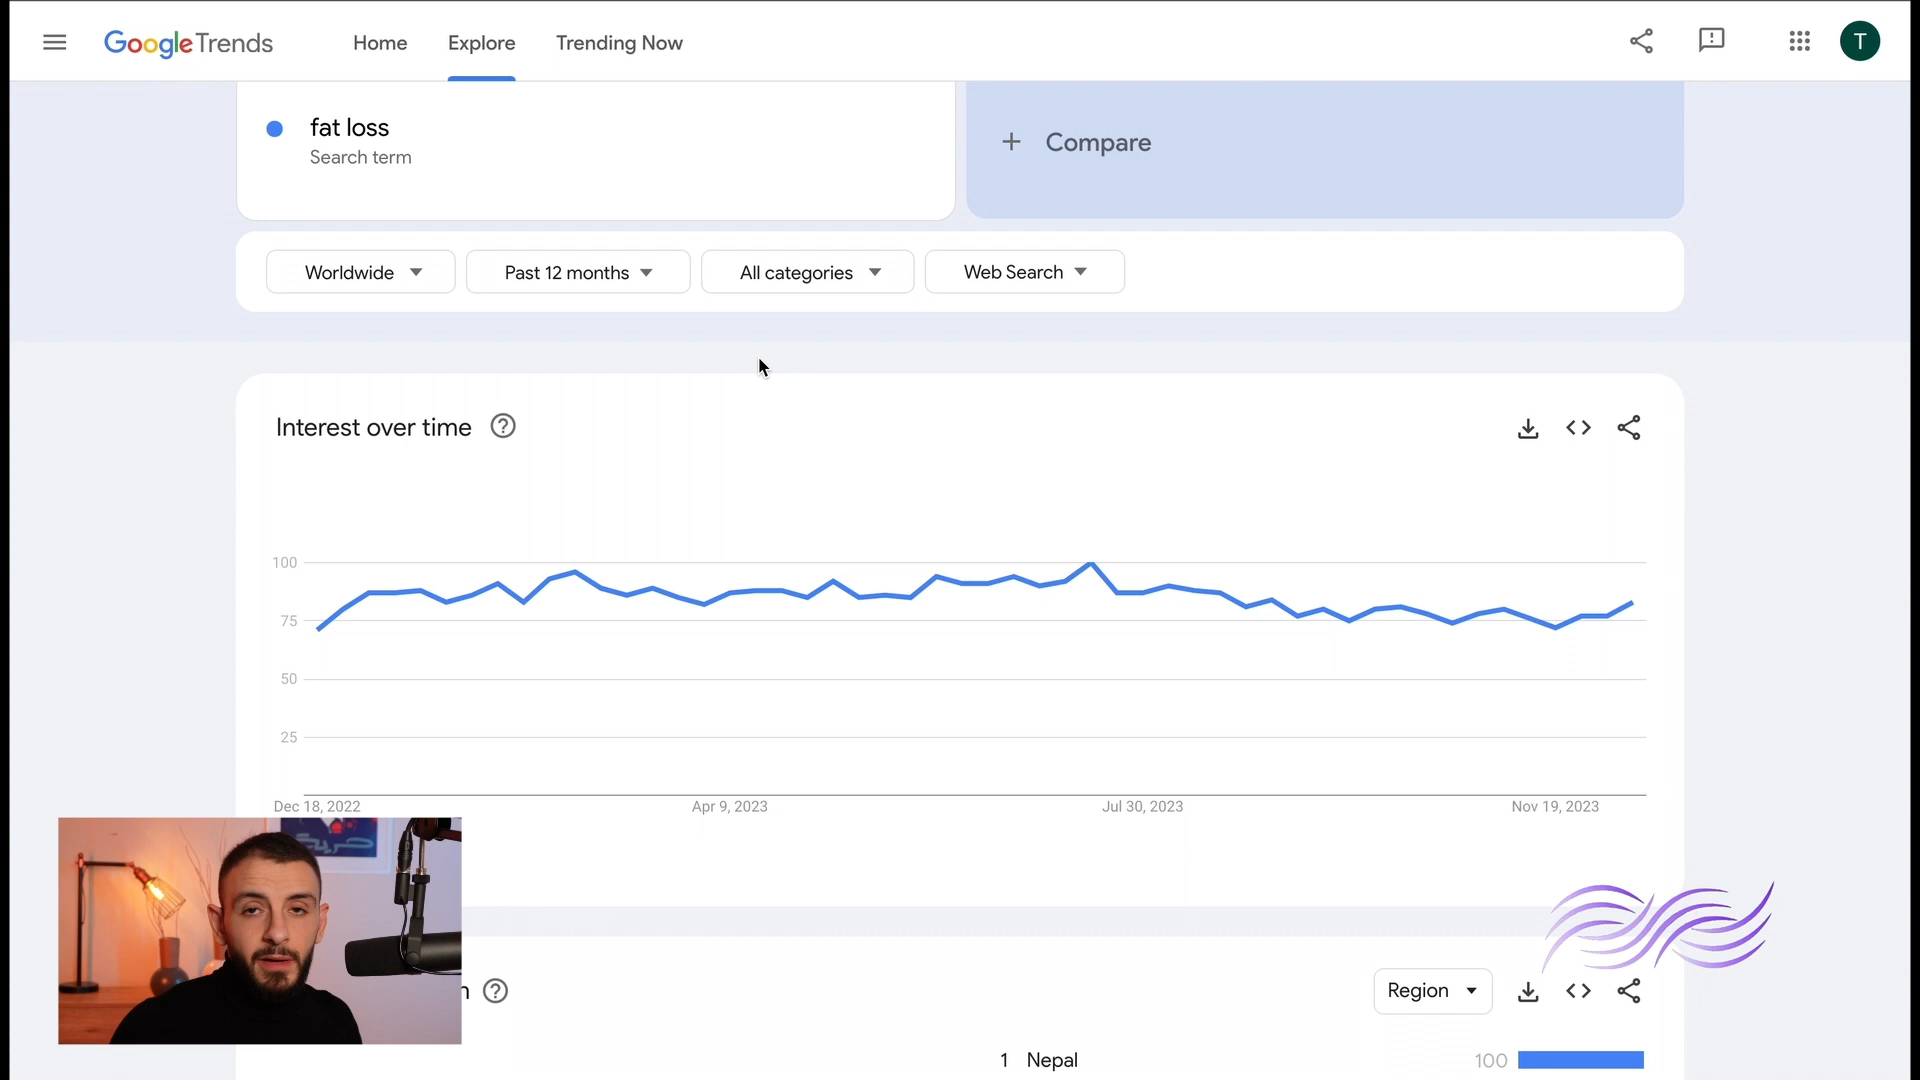 Google Trends
Home
Explore
Trending Now
T
fat loss
Search term
+ Compare
Worldwide
Past 12 months
All categories
Web Search
Interest over time
100
75
50
25
Dec 18, 2022
Apr 9, 2023
Jul 30, 2023
Nov 19, 2023
n
Region
1 Nepal
100